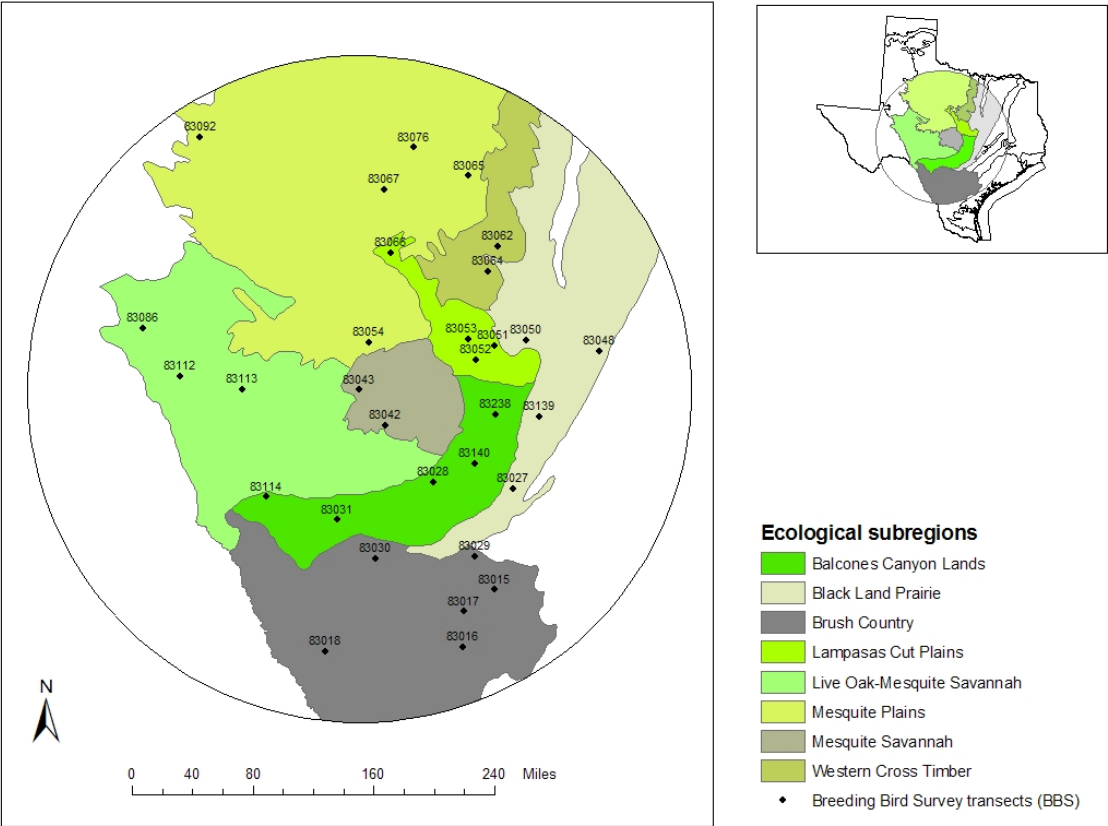 83092
83076
83065
83067
83062
83066
83064
83086
83054
83053
83051
83050
83052
83048
83112
83113
83043
83042
83238
83139
83140
83028
83027
83114
83031
83030
83029
83015
83017
83018
83016
N
0 40 80 160 240 Miles
Ecological subregions
Balcones Canyon Lands
Black Land Prairie
Brush Country
Lampasas Cut Plains
Live Oak-Mesquite Savannah
Mesquite Plains
Mesquite Savannah
Western Cross Timber
Breeding Bird Survey transects (BBS)